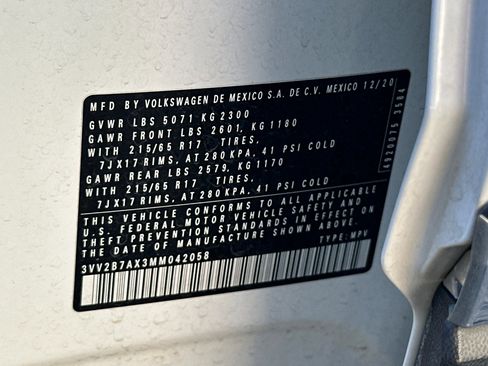 MFD BY VOLKSWAGEN DE MEXICO S.A. DE C.V. MEXICO 12/20
GVWR LBS 5071 KG 2300
GAWR FRONT LBS 2601, KG 1180
WITH 215/65 R17 TIRES,
7JX17 RIMS, AT 280 KPA, 41 PSI COLD
GAWR REAR LBS 2579, KG 1170
WITH 215/65 R17 TIRES,
7JX17 RIMS, AT 280 KPA, 41 PSI COLD
THIS VEHICLE CONFORMS TO ALL APPLICABLE
U.S. FEDERAL MOTOR VEHICLE SAFETY AND
THEFT PREVENTION STANDARDS IN EFFECT
ON THE DATE OF MANUFACTURE SHOWN ABOVE.
3VV2B7AX3MM042058 TYPE: MPV
4920075 3564